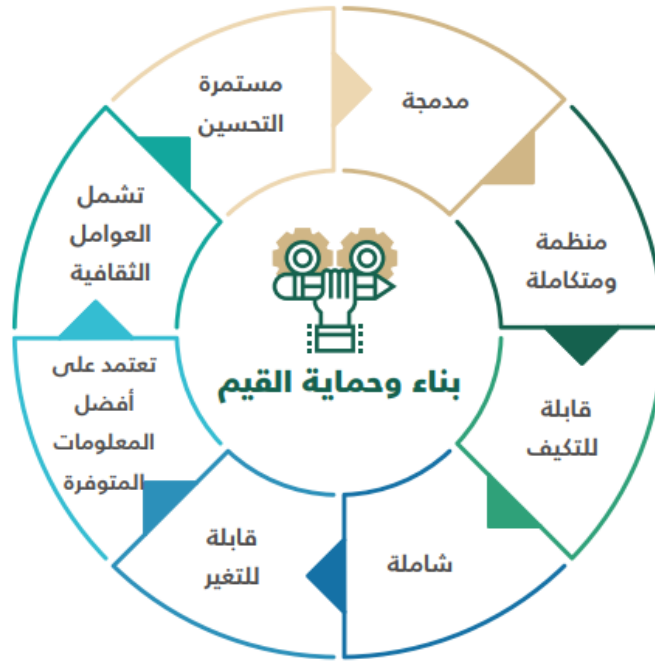 مدمجة
منظمة
ومتكاملة
قابلة
للتكيف
شاملة
قابلة
للتغير
تعتمد على
أفضل
المعلومات
المتوفرة
تشمل
العوامل
الثقافية
مستمرة
التحسين
بناء وحماية القيم